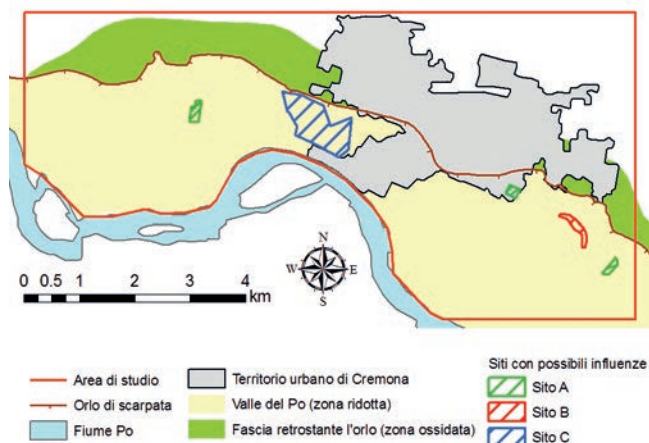 N
W E
S
0 0.5 1 2 3 4
km
Area di studio
Orlo di scarpata
Fiume Po
Territorio urbano di Cremona
Valle del Po (zona ridotta)
Fascia retrostante l'orlo (zona ossidata)
Siti con possibili influenze
Sito A
Sito B
Sito C